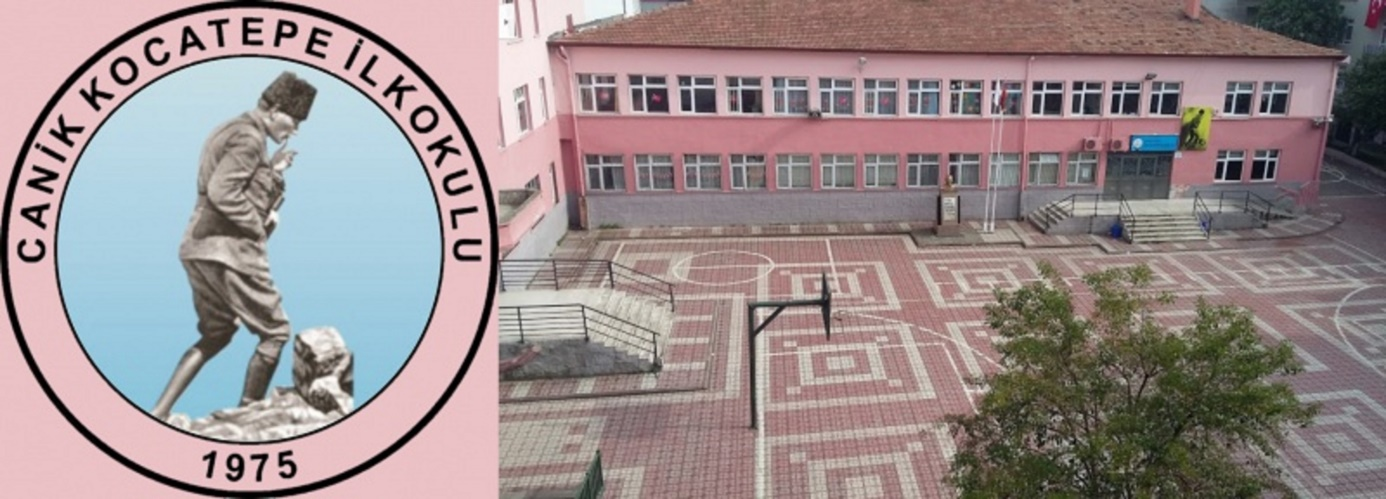 CANİK KOCATEPE İLKOKULU
1975